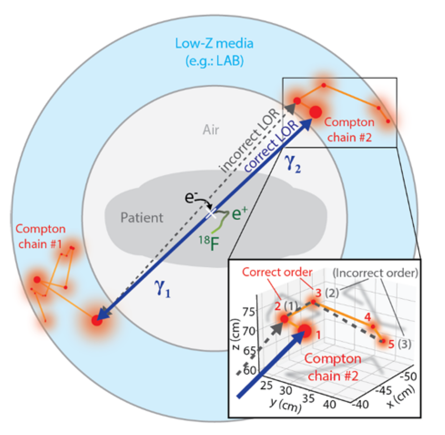 Low-Z media
(e.g.: LAB)
Air
incorrect LOR
correct LOR
Compton
chain #2
γ2
e-
e+
Patient
18F
Compton
chain #1
γ1
Correct order
(Incorrect order)
3 (2)
2 (1)
4
5 (3)
1
Compton
chain #2
75
70
65
60
z (cm)
25
30
35
40
y (cm)
-40
-45
-50
x (cm)